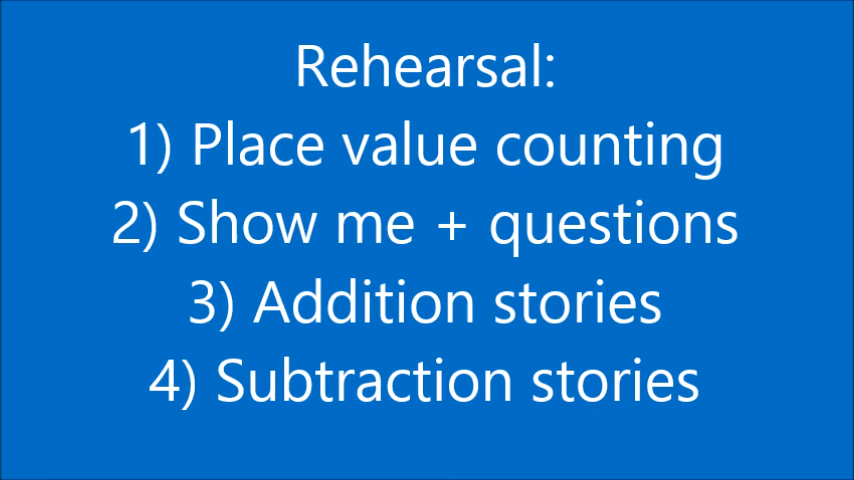 Rehearsal:
1) Place value counting
2) Show me + questions
3) Addition stories
4) Subtraction stories